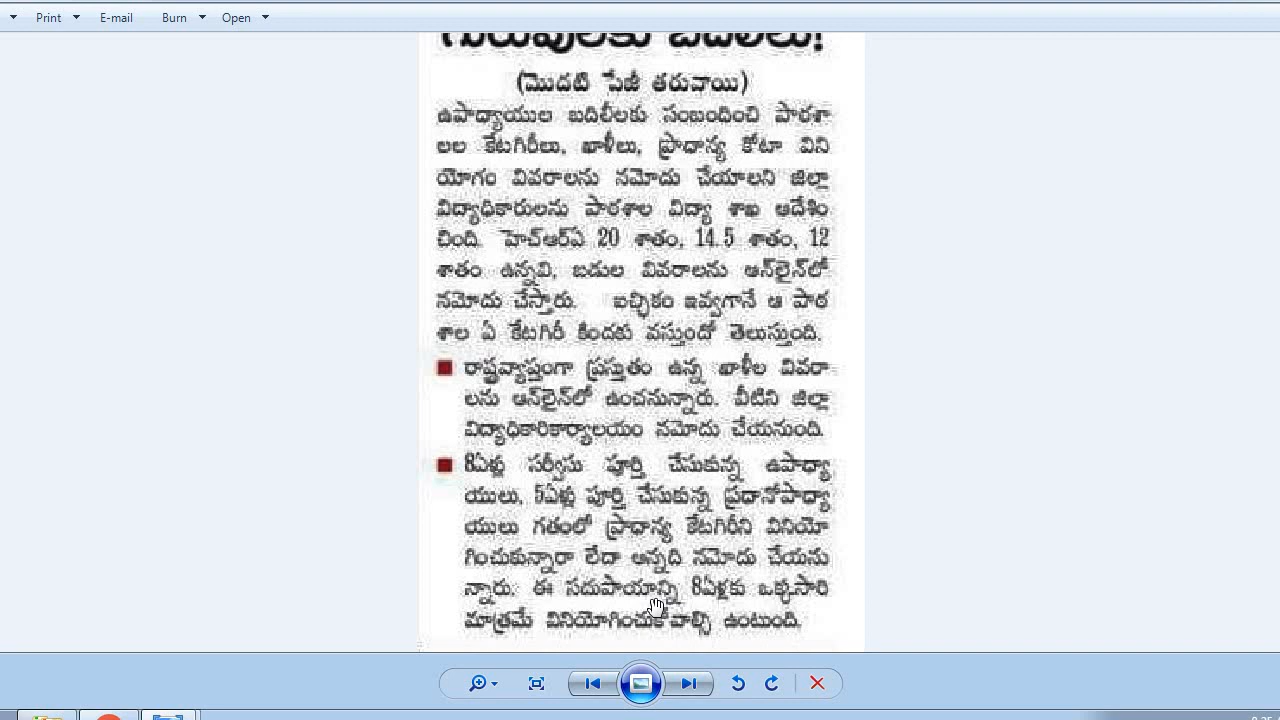 Print E-mail Burn Open
గురువులకు బదిలీలు!
(మొదటి పేజీ తరువాయి)
ఉపాధ్యాయుల బదిలీలకు సంబంధించి పాఠశా
లల కేటగిరీలు, ఖాళీలు, ప్రాధాన్య కోటా విని
యోగం వివరాలను నమోదు చేయాలని జిల్లా
విద్యాధికారులను పాఠశాల విద్యా శాఖ ఆదేశిం
చింది. హెచ్ఆర్ఏ 20 శాతం, 14.5 శాతం, 12
శాతం ఉన్నవి, బడుల వివరాలను ఆన్‌లైన్‌లో
నమోదు చేస్తారు. ఐచ్ఛికం ఇవ్వగానే ఆ పాఠ
శాల ఏ కేటగిరీ కిందకు వస్తుందో తెలుస్తుంది.
■ రాష్ట్రవ్యాప్తంగా ప్రస్తుతం ఉన్న ఖాళీల వివరా
లను ఆన్‌లైన్‌లో ఉంచనున్నారు. వీటిని జిల్లా
విద్యాధికారికార్యాలయం నమోదు చేయనుంది.
■ 8ఏళ్లు సర్వీసు పూర్తి చేసుకున్న ఉపాధ్యా
యులు, 5ఏళ్లు పూర్తి చేసుకున్న ప్రధానోపాధ్యా
యులు గతంలో ప్రాధాన్య కేటగిరీని వినియో
గించుకున్నారా లేదా అన్నది నమోదు చేయను
న్నారు. ఈ సదుపాయాన్ని 8ఏళ్లకు ఒక్కసారి
మాత్రమే వినియోగించుకోవాల్సి ఉంటుంది.